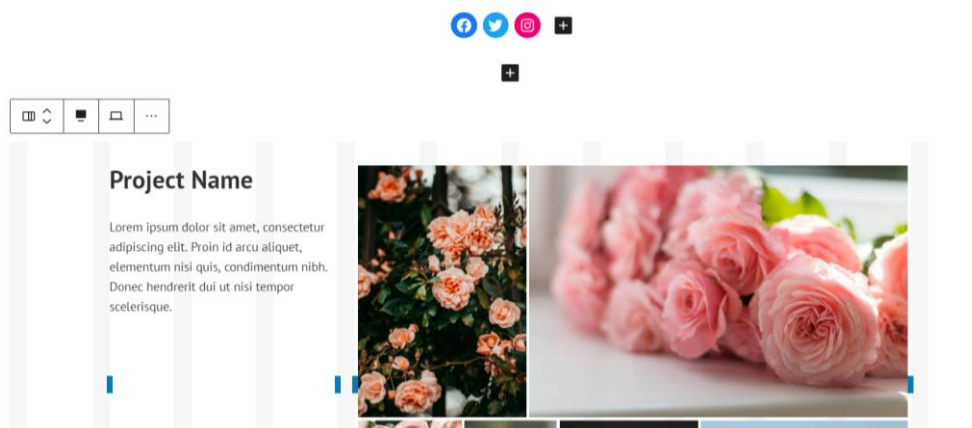 Project Name
Lorem ipsum dolor sit amet, consectetur
adipiscing elit. Proin id arcu aliquet,
elementum nisi quis, condimentum nibh.
Donec hendrerit dui ut nisi tempor
scelerisque.